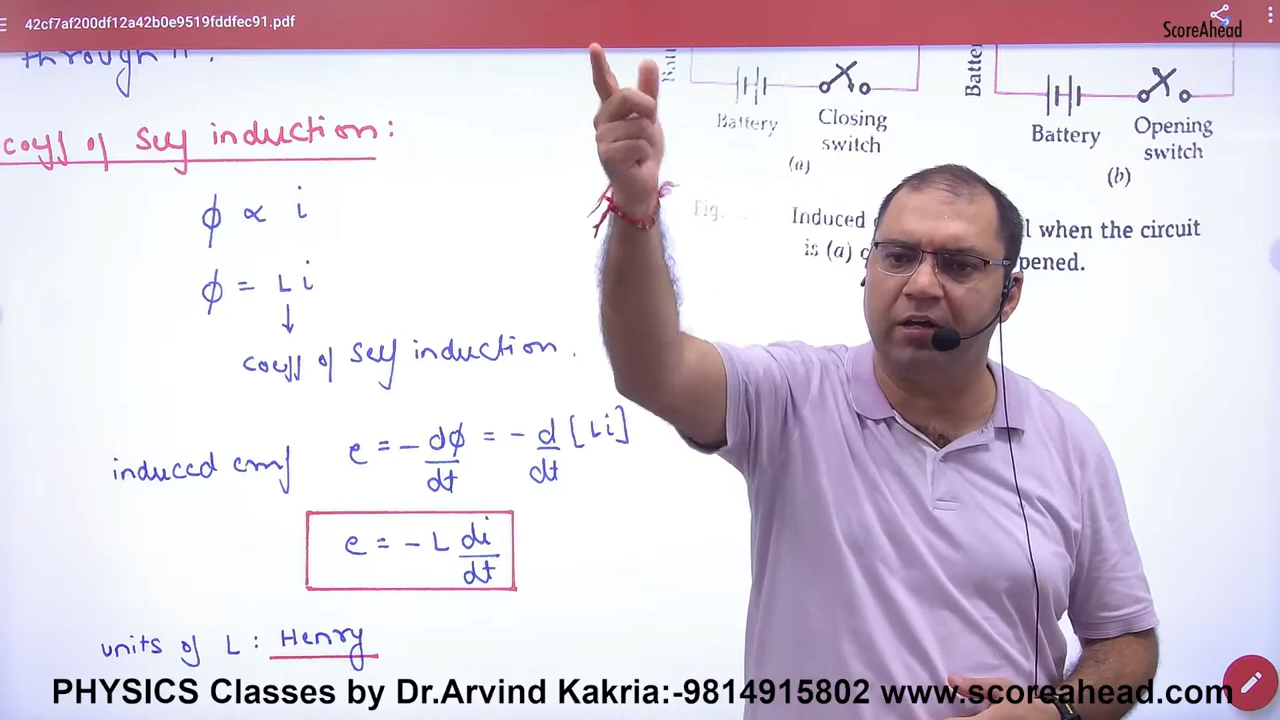 42cf7af200df12a42b0e9519fddfec91.pdf
ScoreAhead
through it.
coeff of self induction:
ϕ ∝ i
ϕ = Li
↓
coeff of self induction.
induced emf e = - dϕ/dt = - d/dt [Li]
e = - L di/dt
units of L : Henry
Battery
Closing
switch
(a)
Battery
Opening
switch
(b)
Fig.
Induced
l when the circuit
is (a)
pened.
PHYSICS Classes by Dr.Arvind Kakria:-9814915802 www.scoreahead.com